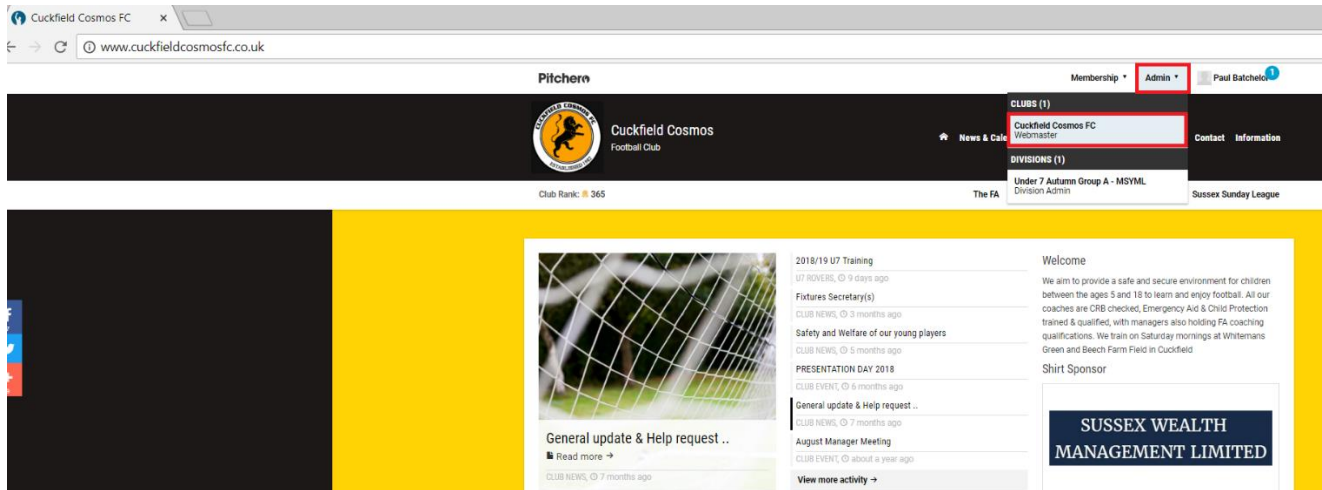 Cuckfield Cosmos FC
www.cuckfieldcosmosfc.co.uk
Pitchero
Membership
Admin
Paul Batchelor
1
CLUBS (1)
Cuckfield Cosmos FC
Webmaster
DIVISIONS (1)
Under 7 Autumn Group A - MSYML
Division Admin
CUCKFIELD COSMOS FC
ESTABLISHED
Cuckfield Cosmos
Football Club
News & Cale
Contact
Information
Club Rank: 365
The FA
Sussex Sunday League
General update & Help request ..
Read more →
CLUB NEWS, 7 months ago
2018/19 U7 Training
U7 ROVERS, 9 days ago
Fixtures Secretary(s)
CLUB NEWS, 3 months ago
Safety and Welfare of our young players
CLUB NEWS, 5 months ago
PRESENTATION DAY 2018
CLUB EVENT, 6 months ago
General update & Help request ..
CLUB NEWS, 7 months ago
August Manager Meeting
CLUB EVENT, about a year ago
View more activity →
Welcome
We aim to provide a safe and secure environment for children
between the ages 5 and 18 to learn and enjoy football. All our
coaches are CRB checked, Emergency Aid & Child Protection
trained & qualified, with managers also holding FA coaching
qualifications. We train on Saturday mornings at Whitemans
Green and Beech Farm Field in Cuckfield
Shirt Sponsor
SUSSEX WEALTH
MANAGEMENT LIMITED